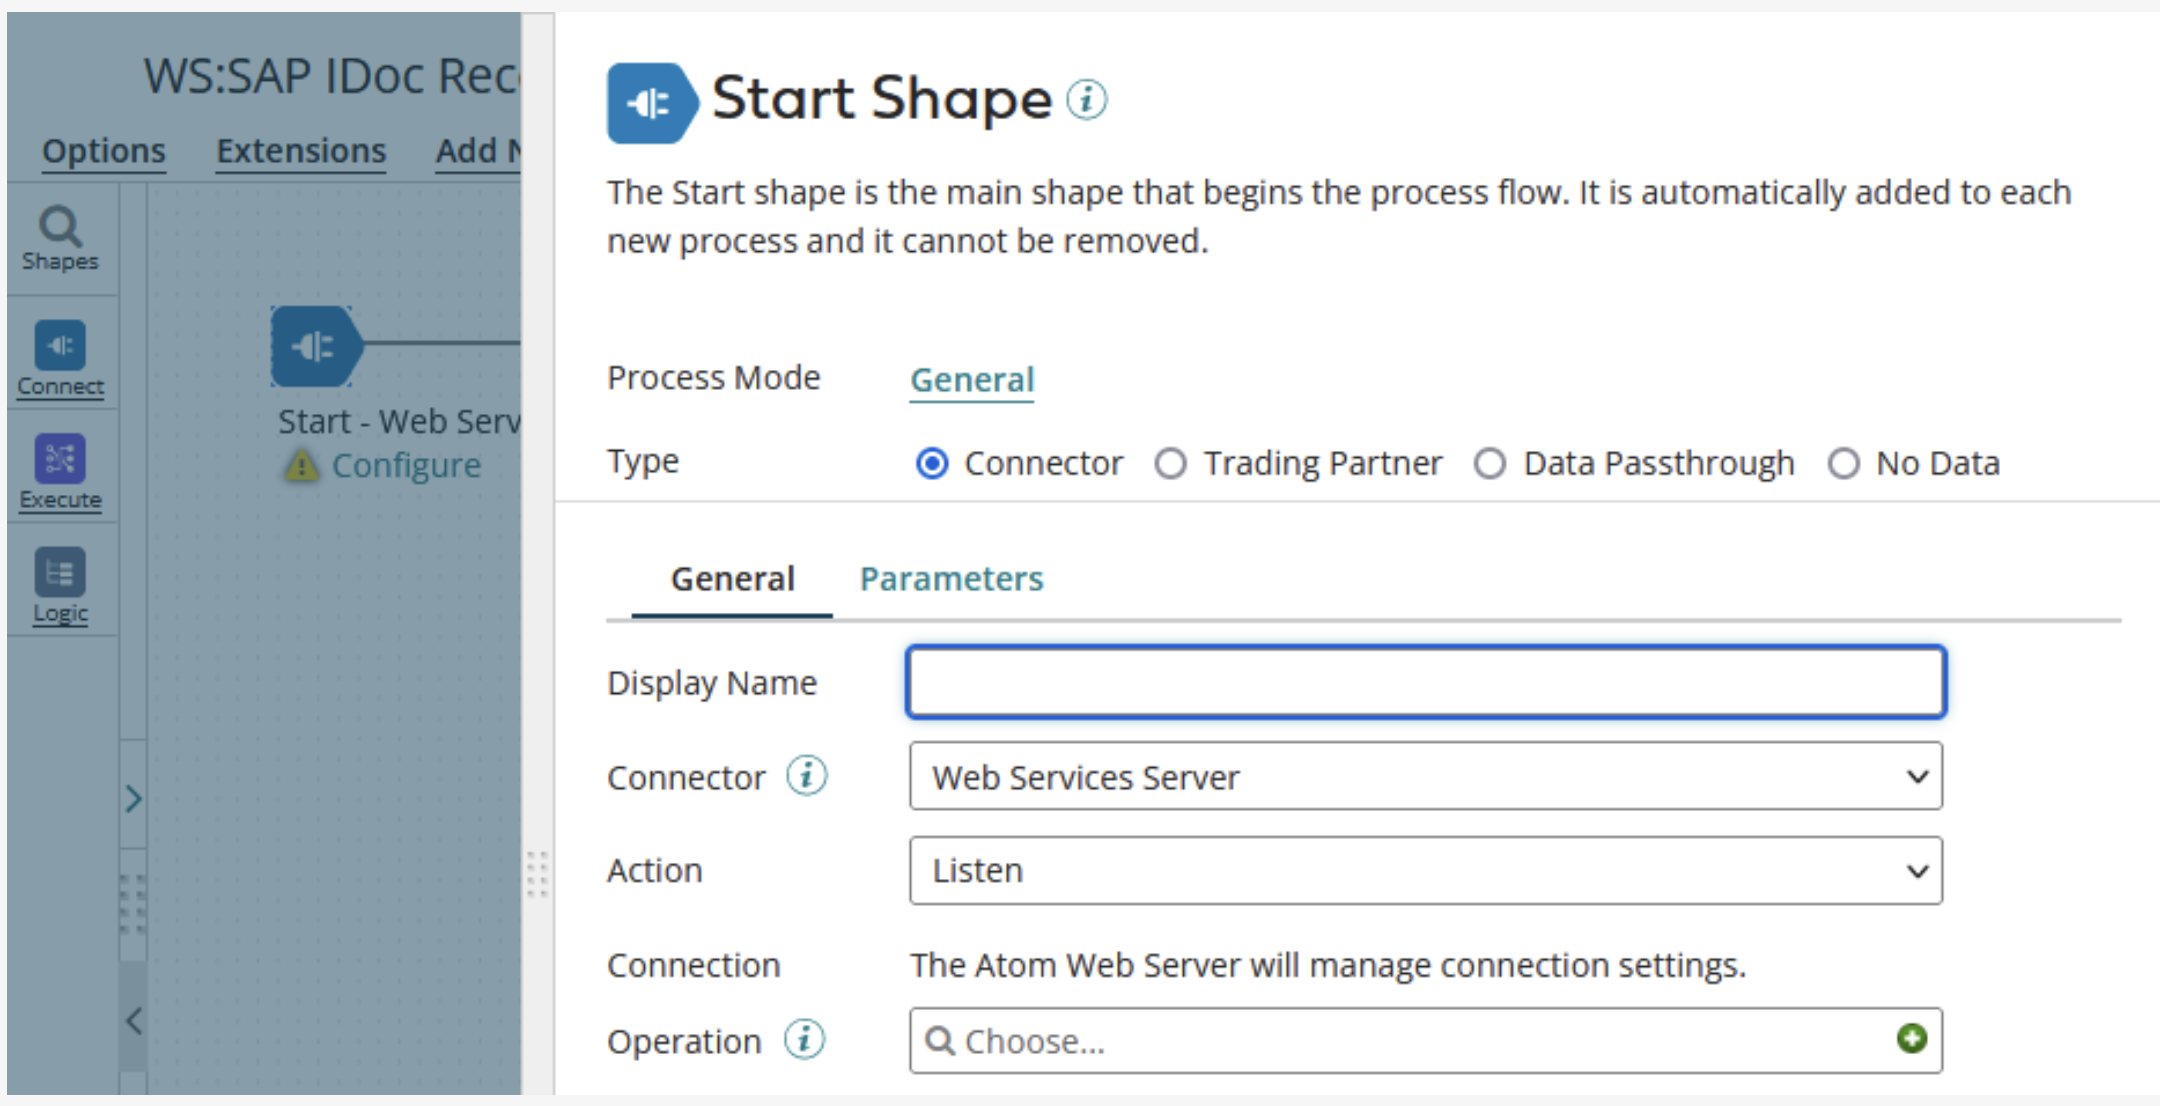 WS:SAP IDoc Rec
Options Extensions Add
Shapes
Connect
Execute
Logic
Start - Web Serv
Configure
Start Shape
The Start shape is the main shape that begins the process flow. It is automatically added to each
new process and it cannot be removed.
Process Mode General
Type Connector Trading Partner Data Passthrough No Data
General Parameters
Display Name
Connector Web Services Server
Action Listen
Connection The Atom Web Server will manage connection settings.
Operation Choose...